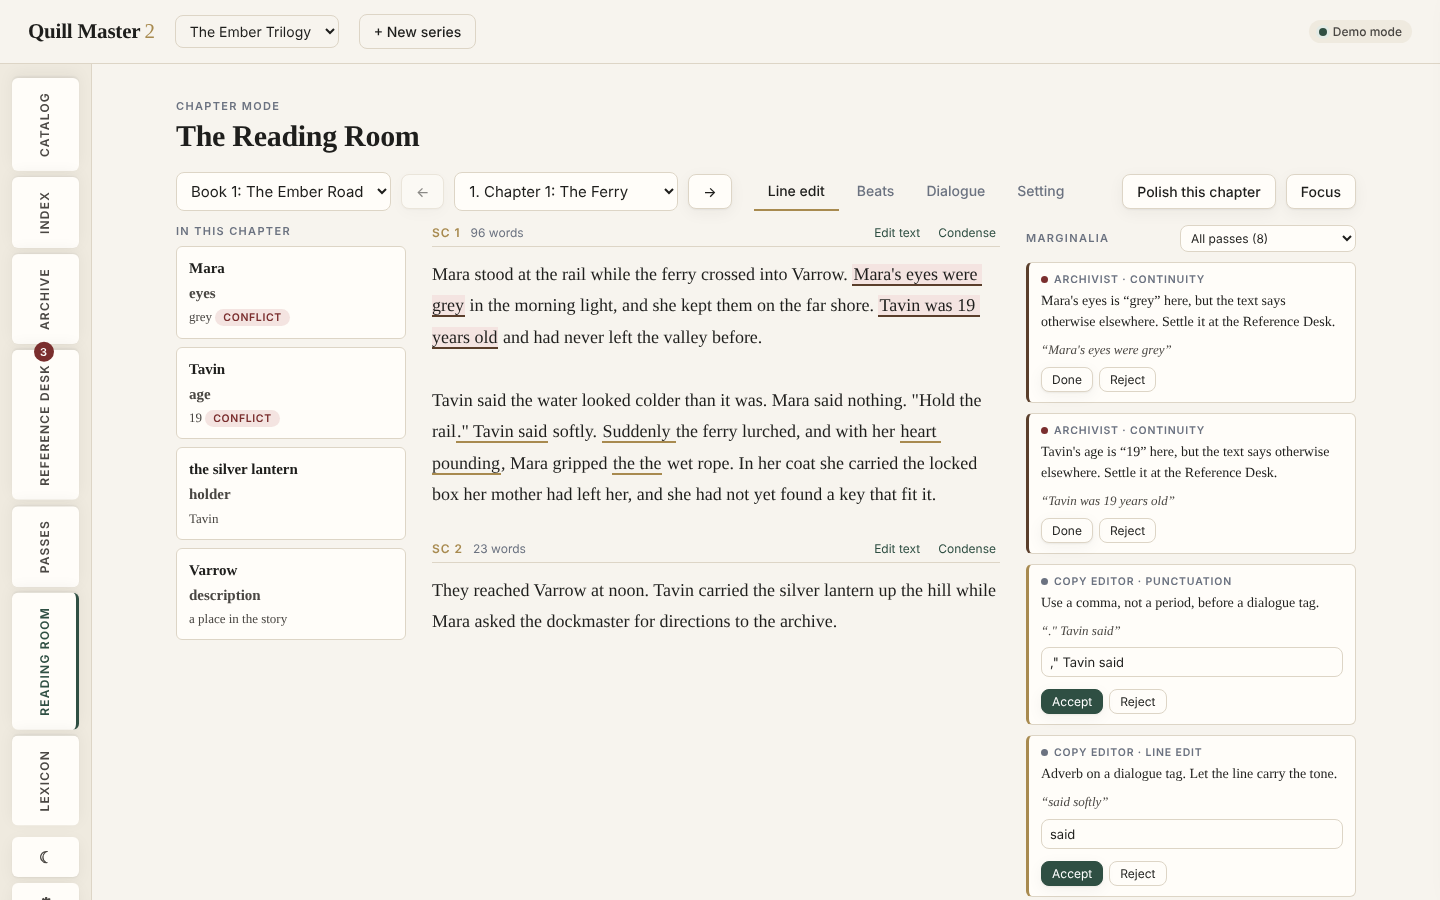 Quill Master 2
The Ember Trilogy
+ New series
Demo mode
CATALOG
INDEX
ARCHIVE
3
REFERENCE DESK
PASSES
READING ROOM
LEXICON
CHAPTER MODE
The Reading Room
Book 1: The Ember Road
←
1. Chapter 1: The Ferry
→
Line edit
Beats
Dialogue
Setting
Polish this chapter
Focus
IN THIS CHAPTER
Mara
eyes
grey CONFLICT
Tavin
age
19 CONFLICT
the silver lantern
holder
Tavin
Varrow
description
a place in the story
SC 1 96 words
Edit text Condense
Mara stood at the rail while the ferry crossed into Varrow. Mara's eyes were
grey in the morning light, and she kept them on the far shore. Tavin was 19
years old and had never left the valley before.
Tavin said the water looked colder than it was. Mara said nothing. "Hold the
rail." Tavin said softly. Suddenly the ferry lurched, and with her heart
pounding, Mara gripped the the wet rope. In her coat she carried the locked
box her mother had left her, and she had not yet found a key that fit it.
SC 2 23 words
Edit text Condense
They reached Varrow at noon. Tavin carried the silver lantern up the hill while
Mara asked the dockmaster for directions to the archive.
MARGINALIA
All passes (8)
ARCHIVIST · CONTINUITY
Mara's eyes is “grey” here, but the text says
otherwise elsewhere. Settle it at the Reference Desk.
“Mara's eyes were grey”
Done Reject
ARCHIVIST · CONTINUITY
Tavin's age is “19” here, but the text says otherwise
elsewhere. Settle it at the Reference Desk.
“Tavin was 19 years old”
Done Reject
COPY EDITOR · PUNCTUATION
Use a comma, not a period, before a dialogue tag.
“." Tavin said”
," Tavin said
Accept Reject
COPY EDITOR · LINE EDIT
Adverb on a dialogue tag. Let the line carry the tone.
“said softly”
said
Accept Reject